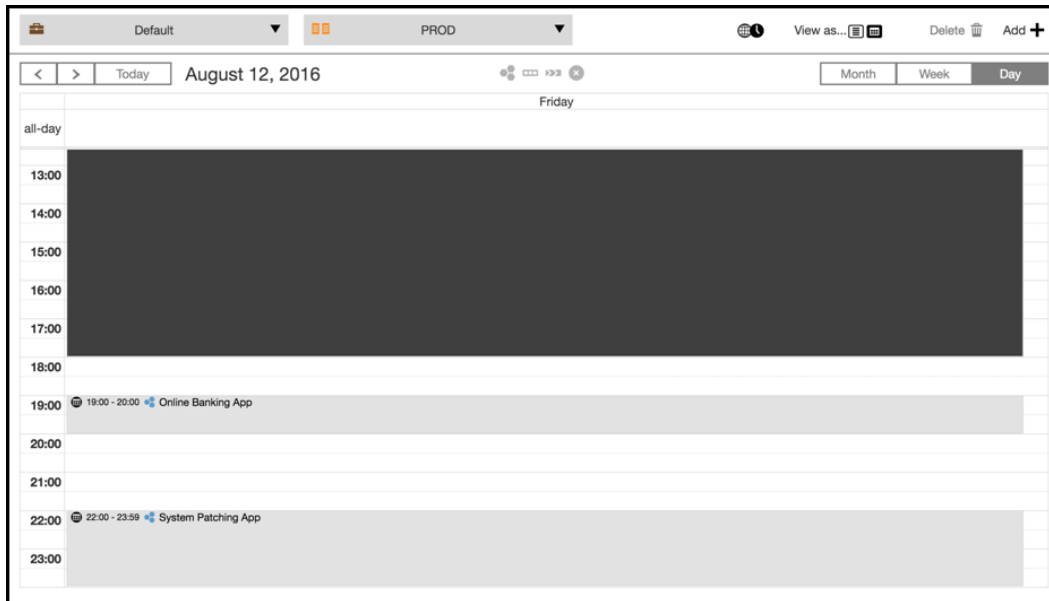 Default PROD View as... Delete Add
Today August 12, 2016 Month Week Day
Friday
all-day
13:00
14:00
15:00
16:00
17:00
18:00
19:00 19:00 - 20:00 Online Banking App
20:00
21:00
22:00 22:00 - 23:59 System Patching App
23:00